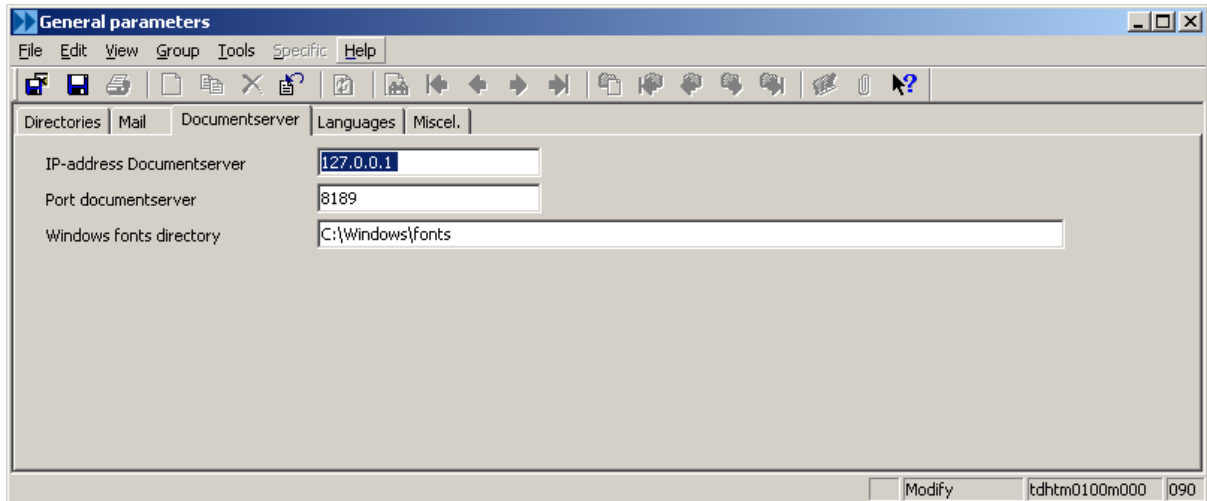 General parameters
File Edit View Group Tools Specific Help
Directories Mail Documentserver Languages Miscel.
IP-address Documentserver 127.0.0.1
Port documentserver 8189
Windows fonts directory C:\Windows\fonts
Modify tdhtm0100m000 090